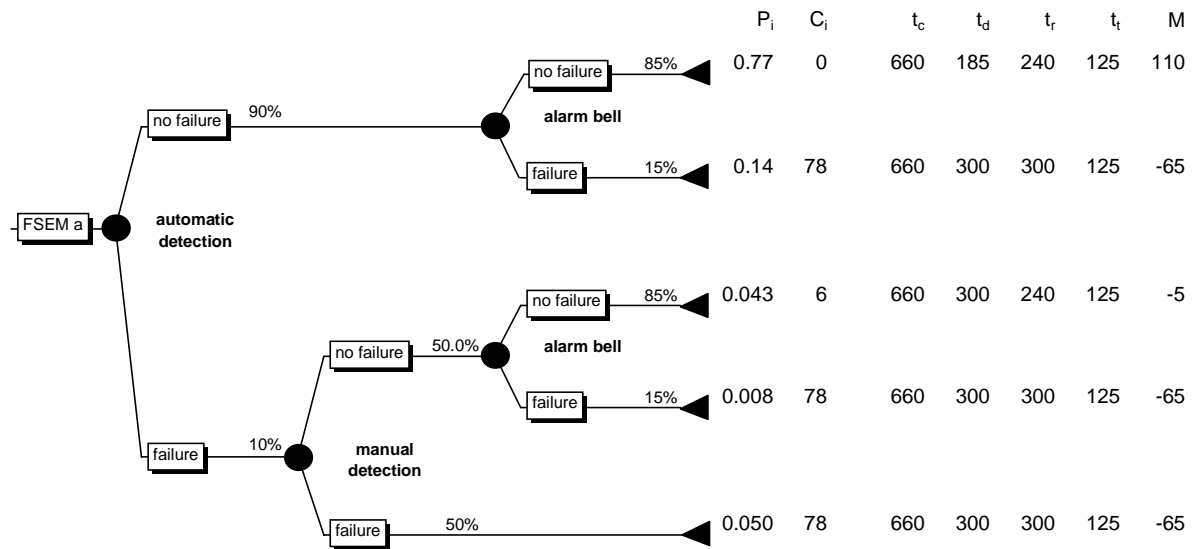 Pi Ci tc td tr tt M
no failure 85% 0.77 0 660 185 240 125 110
no failure 90% alarm bell
failure 15% 0.14 78 660 300 300 125 -65
FSEM a automatic
detection
no failure 85% 0.043 6 660 300 240 125 -5
no failure 50.0% alarm bell
failure 15% 0.008 78 660 300 300 125 -65
failure 10% manual
detection
failure 50% 0.050 78 660 300 300 125 -65